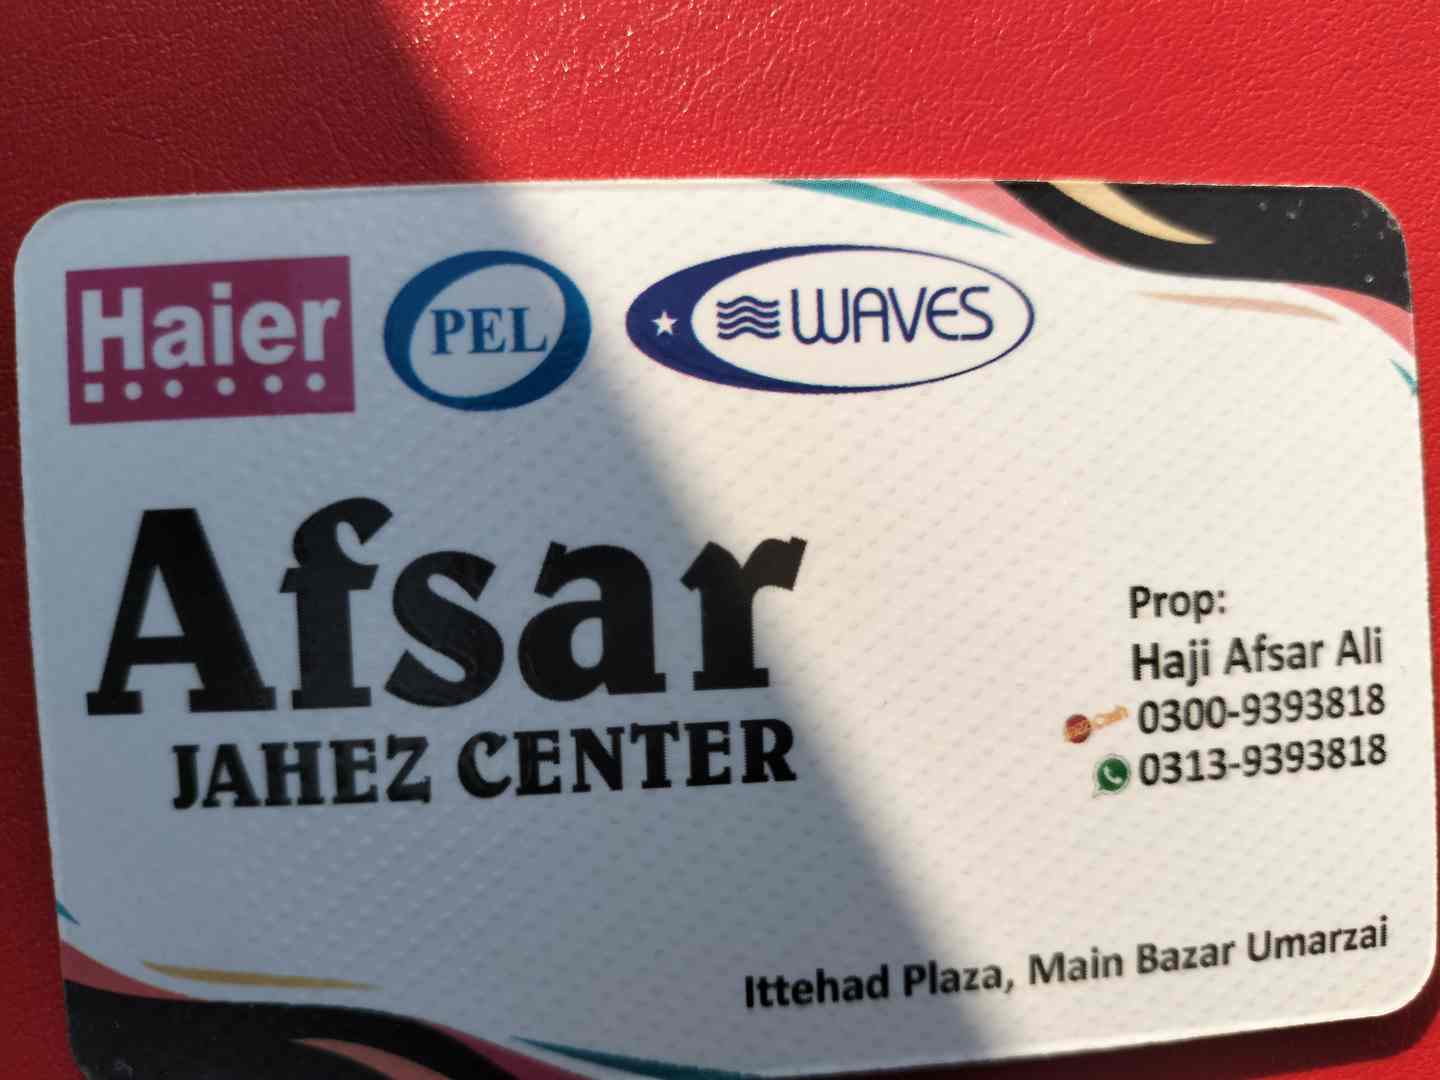 Haier
PEL
WAVES
Afsar
JAHEZ CENTER
Prop:
Haji Afsar Ali
0300-9393818
0313-9393818
Ittehad Plaza, Main Bazar Umarzai